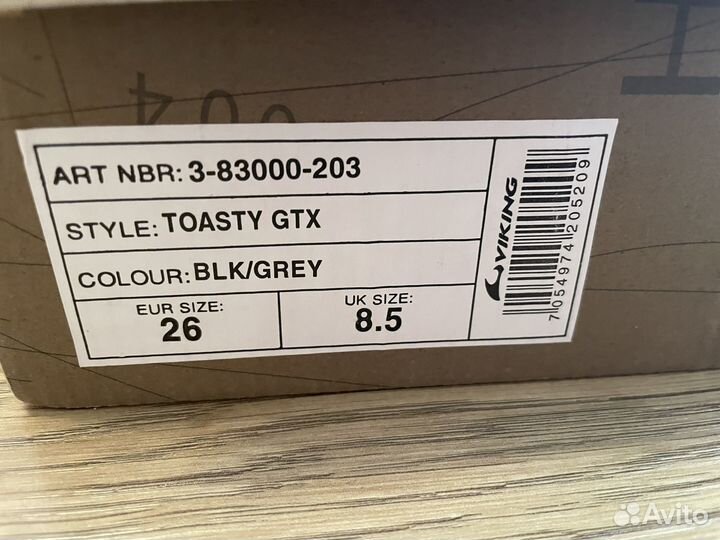 ART NBR: 3-83000-203
STYLE: TOASTY GTX
COLOUR: BLK/GREY
EUR SIZE:
26
UK SIZE:
8.5
VIKING
7054974205209
Avito